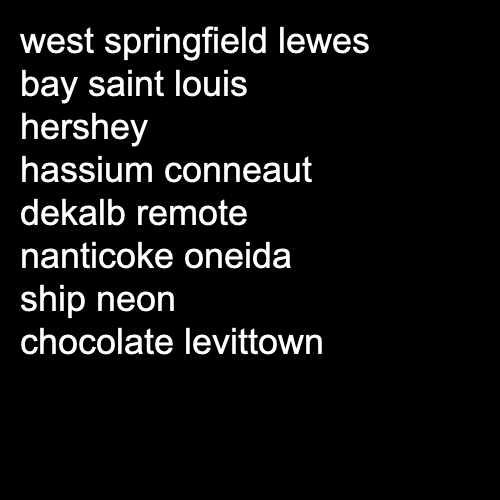 west springfield lewes
bay saint louis
hershey
hassium conneaut
dekalb remote
nanticoke oneida
ship neon
chocolate levittown